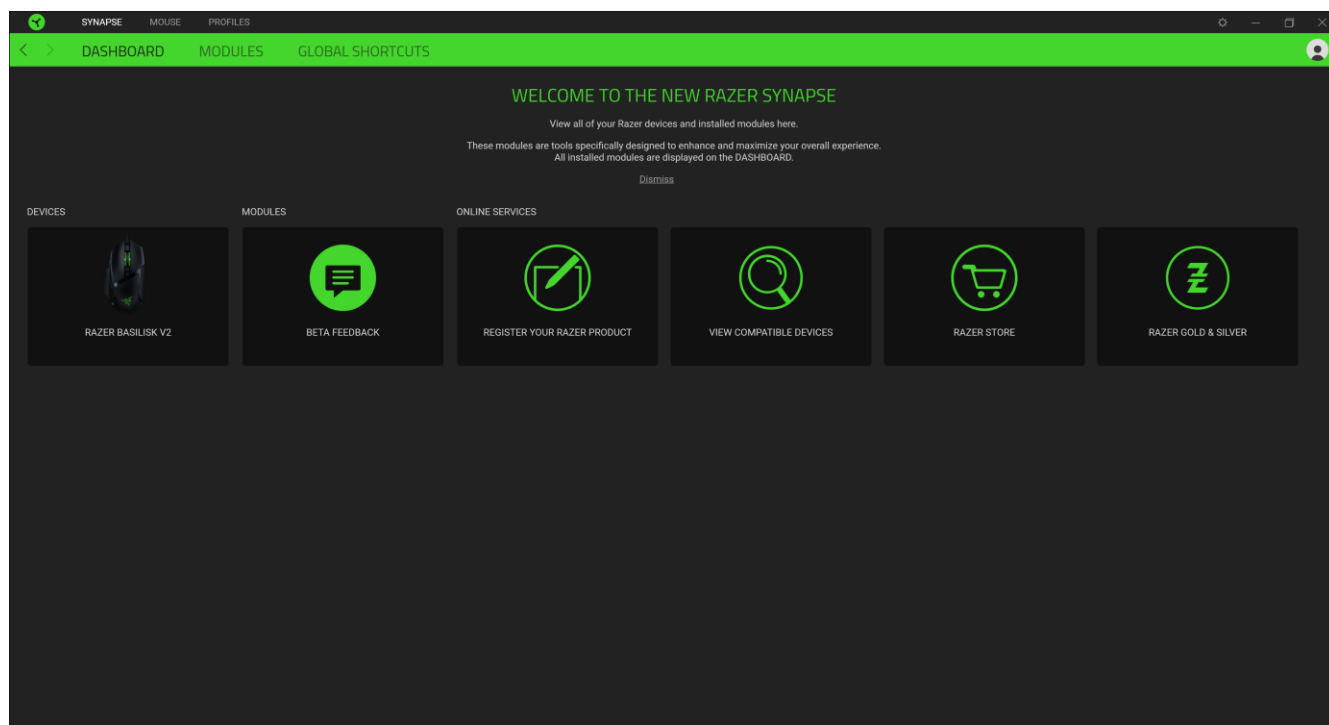 SYNAPSE MOUSE PROFILES
DASHBOARD MODULES GLOBAL SHORTCUTS
WELCOME TO THE NEW RAZER SYNAPSE
View all of your Razer devices and installed modules here.
These modules are tools specifically designed to enhance and maximize your overall experience.
All installed modules are displayed on the DASHBOARD.
Dismiss
DEVICES MODULES ONLINE SERVICES
RAZER BASILISK V2 BETA FEEDBACK REGISTER YOUR RAZER PRODUCT VIEW COMPATIBLE DEVICES RAZER STORE RAZER GOLD & SILVER